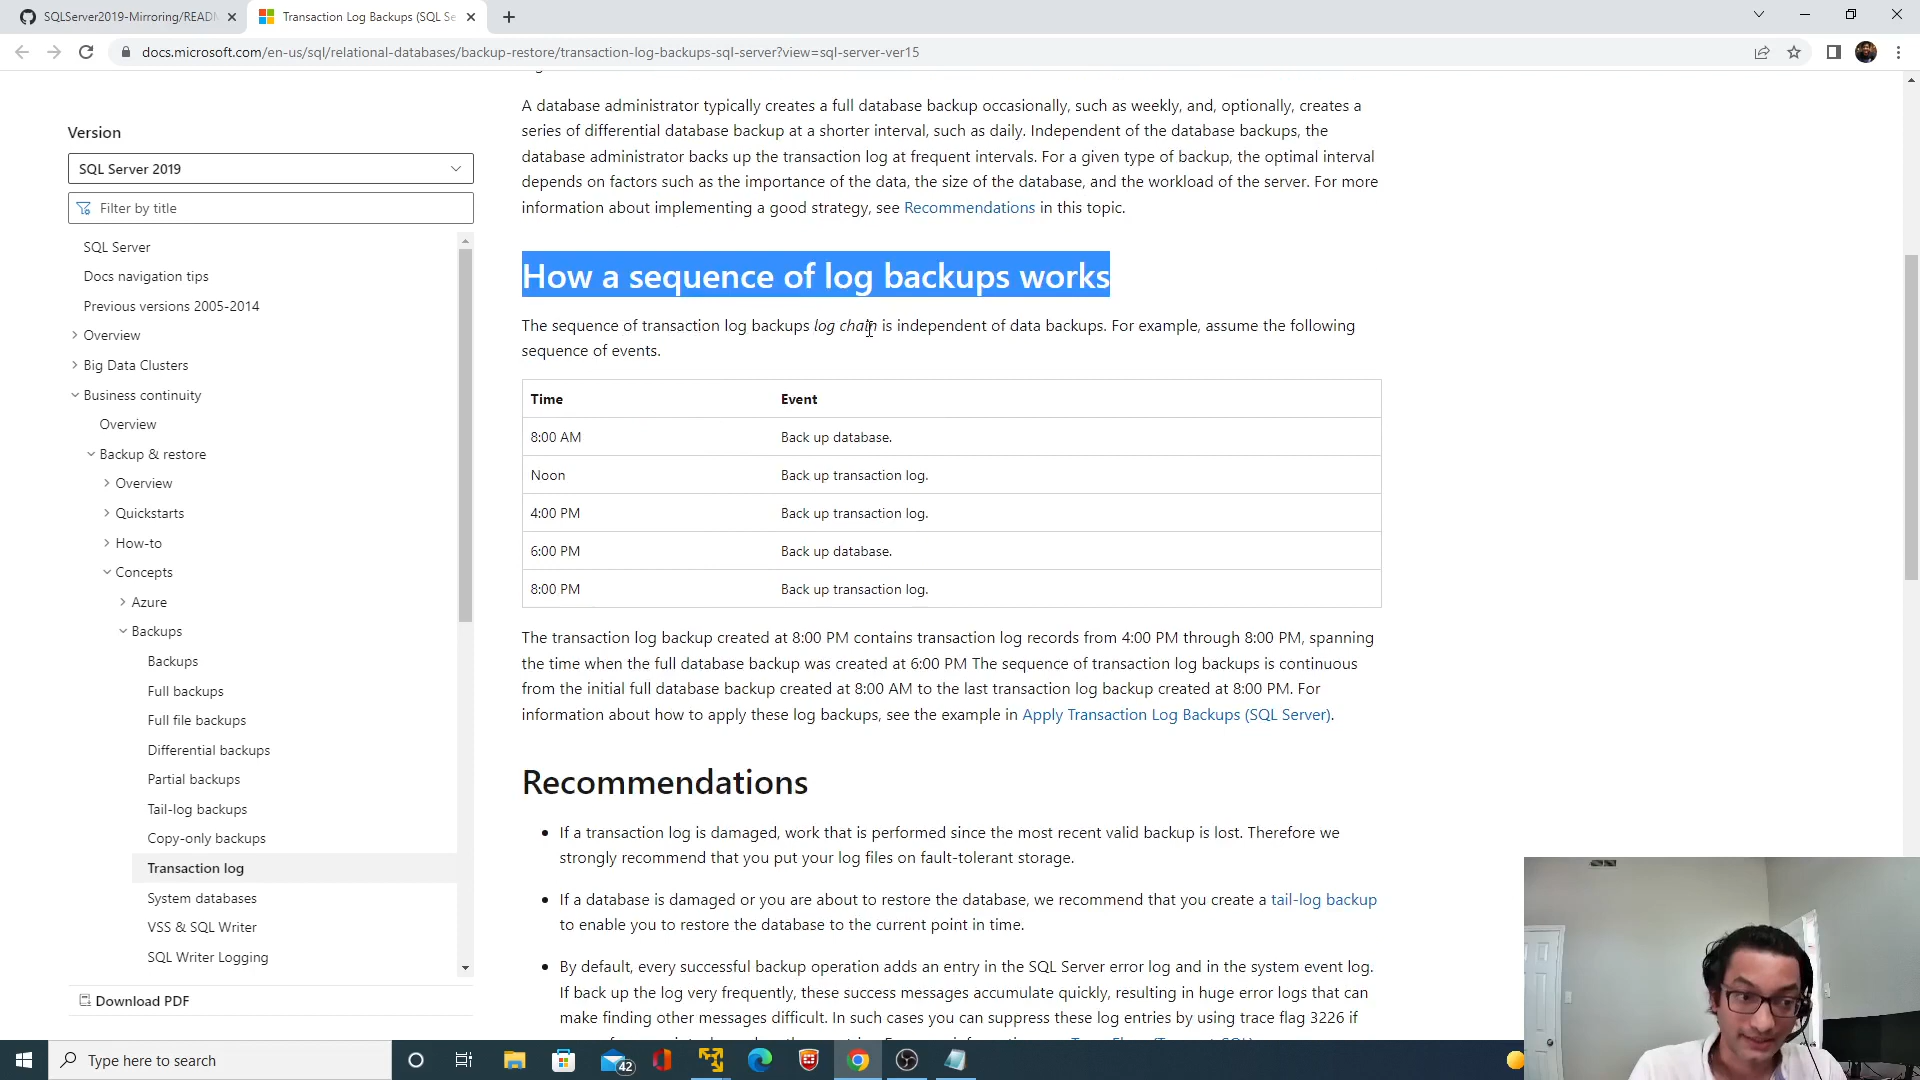 SQLServer2019-Mirroring/READM
Transaction Log Backups (SQL Se
docs.microsoft.com/en-us/sql/relational-databases/backup-restore/transaction-log-backups-sql-server?view=sql-server-ver15
Version
SQL Server 2019
Filter by title
SQL Server
Docs navigation tips
Previous versions 2005-2014
Overview
Big Data Clusters
Business continuity
Overview
Backup & restore
Overview
Quickstarts
How-to
Concepts
Azure
Backups
Backups
Full backups
Full file backups
Differential backups
Partial backups
Tail-log backups
Copy-only backups
Transaction log
System databases
VSS & SQL Writer
SQL Writer Logging
Download PDF
A database administrator typically creates a full database backup occasionally, such as weekly, and, optionally, creates a
series of differential database backup at a shorter interval, such as daily. Independent of the database backups, the
database administrator backs up the transaction log at frequent intervals. For a given type of backup, the optimal interval
depends on factors such as the importance of the data, the size of the database, and the workload of the server. For more
information about implementing a good strategy, see Recommendations in this topic.
How a sequence of log backups works
The sequence of transaction log backups log chain is independent of data backups. For example, assume the following
sequence of events.
Time Event
8:00 AM Back up database.
Noon Back up transaction log.
4:00 PM Back up transaction log.
6:00 PM Back up database.
8:00 PM Back up transaction log.
The transaction log backup created at 8:00 PM contains transaction log records from 4:00 PM through 8:00 PM, spanning
the time when the full database backup was created at 6:00 PM The sequence of transaction log backups is continuous
from the initial full database backup created at 8:00 AM to the last transaction log backup created at 8:00 PM. For
information about how to apply these log backups, see the example in Apply Transaction Log Backups (SQL Server).
Recommendations
If a transaction log is damaged, work that is performed since the most recent valid backup is lost. Therefore we
strongly recommend that you put your log files on fault-tolerant storage.
If a database is damaged or you are about to restore the database, we recommend that you create a tail-log backup
to enable you to restore the database to the current point in time.
By default, every successful backup operation adds an entry in the SQL Server error log and in the system event log.
If back up the log very frequently, these success messages accumulate quickly, resulting in huge error logs that can
make finding other messages difficult. In such cases you can suppress these log entries by using trace flag 3226 if
Type here to search
42